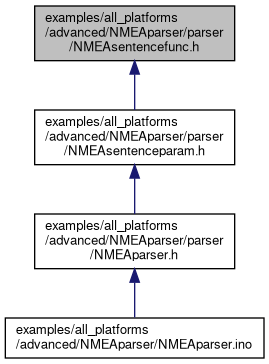 examples/all_platforms
/advanced/NMEAparser/parser
/NMEAsentencefunc.h
examples/all_platforms
/advanced/NMEAparser/parser
/NMEAsentenceparam.h
examples/all_platforms
/advanced/NMEAparser/parser
/NMEAparser.h
examples/all_platforms
/advanced/NMEAparser/NMEAparser.ino